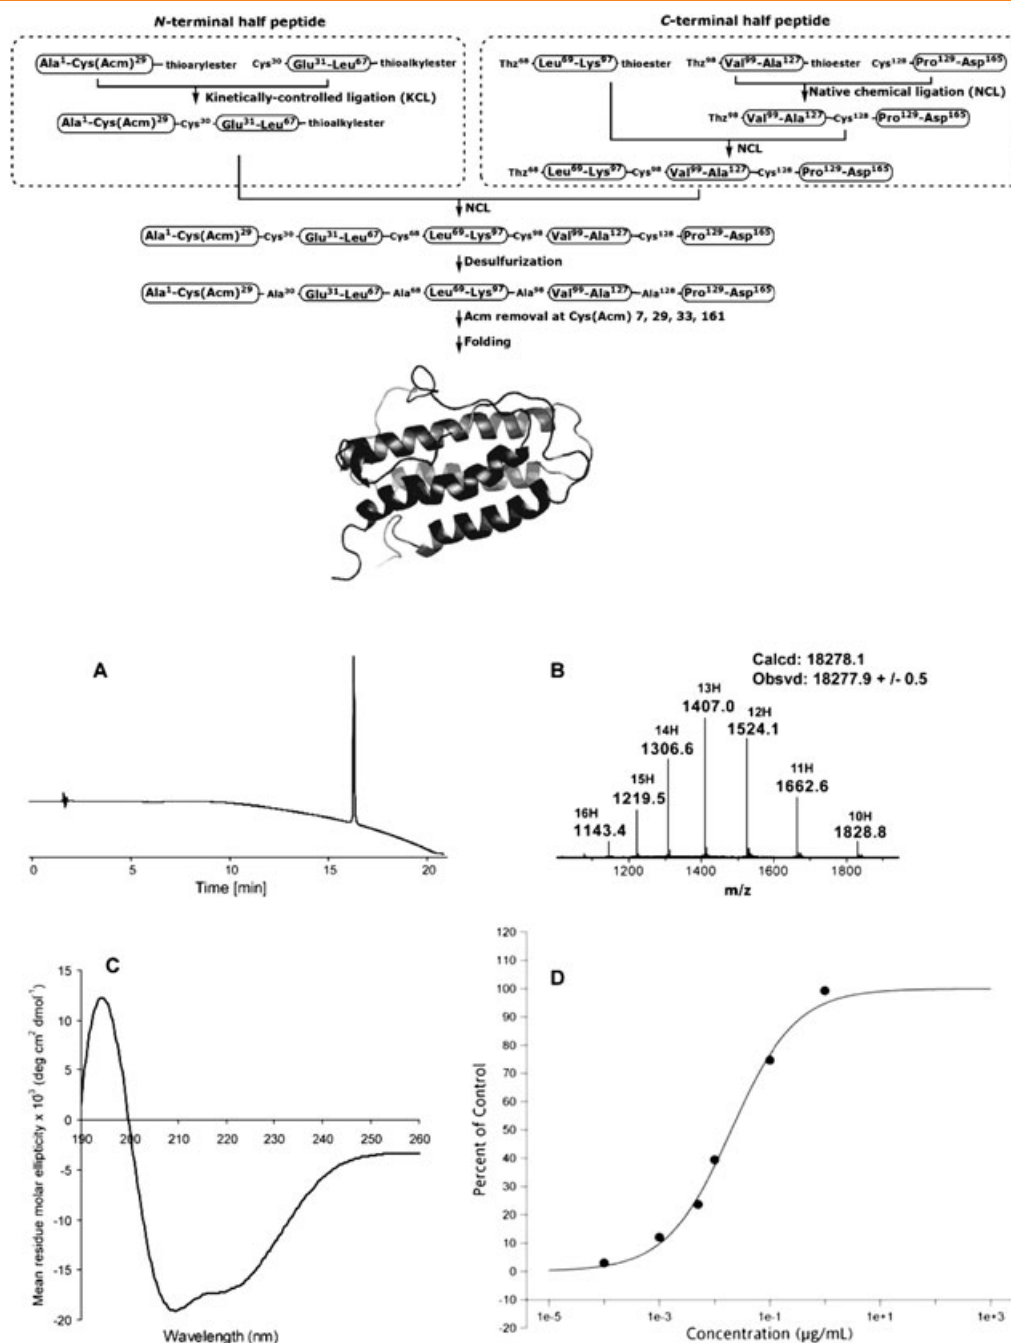 N-terminal half peptide
C-terminal half peptide
Ala¹-Cys(Acm)²⁹ thioarylester Cys³⁰ Glu³¹-Leu⁶⁷ thioalkylester
Thz⁶⁸ Leu⁶⁹-Lys⁹⁷ thioester Thz⁹⁸ Val⁹⁹-Ala¹²⁷ thioester Cys¹²⁸ Pro¹²⁹-Asp¹⁶⁵
Kinetically-controlled ligation (KCL)
Native chemical ligation (NCL)
Ala¹-Cys(Acm)²⁹ Cys³⁰ Glu³¹-Leu⁶⁷ thioalkylester
Thz⁹⁸ Val⁹⁹-Ala¹²⁷ Cys¹²⁸ Pro¹²⁹-Asp¹⁶⁵
NCL
Thz⁶⁸ Leu⁶⁹-Lys⁹⁷ Cys⁹⁸ Val⁹⁹-Ala¹²⁷ Cys¹²⁸ Pro¹²⁹-Asp¹⁶⁵
NCL
Ala¹-Cys(Acm)²⁹ Cys³⁰ Glu³¹-Leu⁶⁷ Cys⁶⁸ Leu⁶⁹-Lys⁹⁷ Cys⁹⁸ Val⁹⁹-Ala¹²⁷ Cys¹²⁸ Pro¹²⁹-Asp¹⁶⁵
Desulfurization
Ala¹-Cys(Acm)²⁹ Ala³⁰ Glu³¹-Leu⁶⁷ Ala⁶⁸ Leu⁶⁹-Lys⁹⁷ Ala⁹⁸ Val⁹⁹-Ala¹²⁷ Ala¹²⁸ Pro¹²⁹-Asp¹⁶⁵
Acm removal at Cys(Acm) 7, 29, 33, 161
Folding
A
0 5 10 15 20
Time [min]
B
Calcd: 18278.1
Obsvd: 18277.9 + /- 0.5
16H
1143.4
15H
1219.5
14H
1306.6
13H
1407.0
12H
1524.1
11H
1662.6
10H
1828.8
1200 1400 1600 1800
m/z
C
Mean residue molar ellipticity x 10³ (deg cm² dmol⁻¹)
15
10
5
0
-5
-10
-15
-20
190 200 210 220 230 240 250 260
Wavelength (nm)
D
Percent of Control
120
110
100
90
80
70
60
50
40
30
20
10
0
-10
-20
1e-5 1e-3 1e-1 1e+1 1e+3
Concentration (µg/mL)